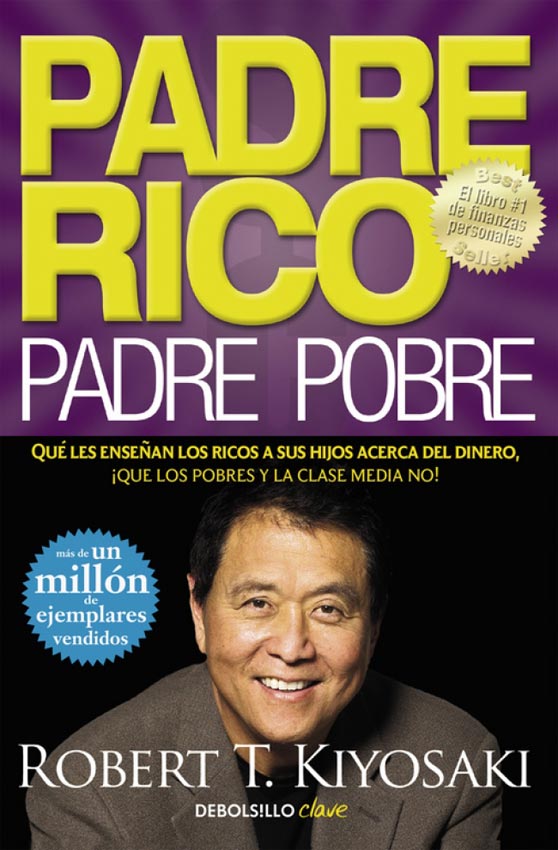 PADRE
RICO
Best
El libro #1
de finanzas
personales
Seller
PADRE POBRE
QUÉ LES ENSEÑAN LOS RICOS A SUS HIJOS ACERCA DEL DINERO,
¡QUE LOS POBRES Y LA CLASE MEDIA NO!
más de un
millón
de
ejemplares
vendidos
ROBERT T. KIYOSAKI
DEBOLS!LLO clave